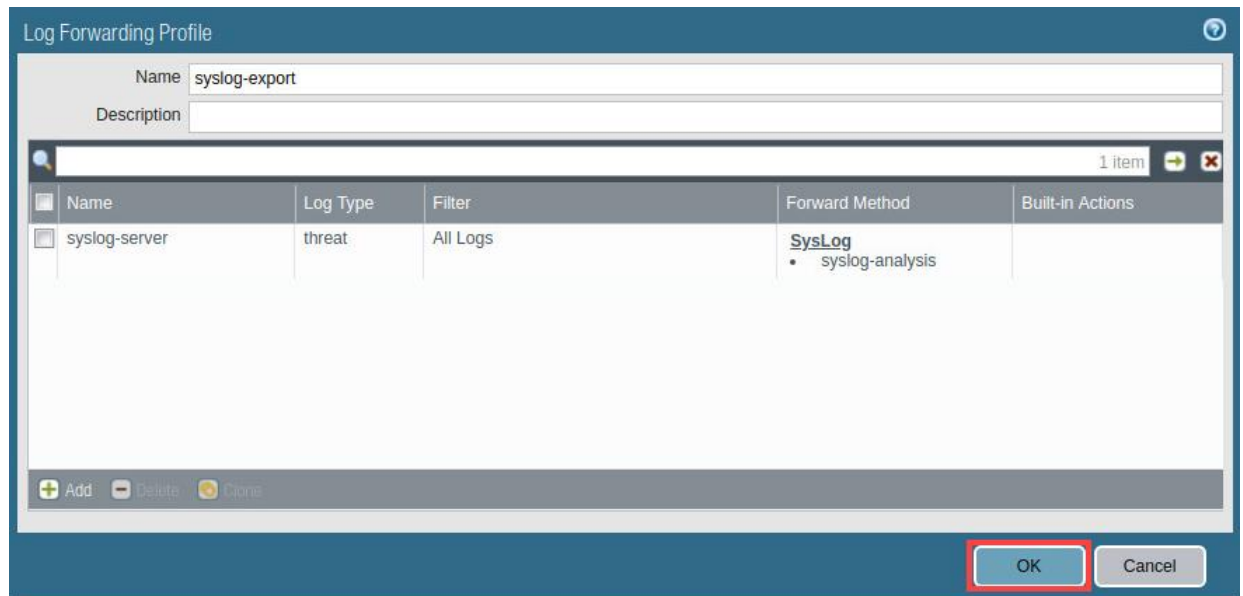 Log Forwarding Profile
Name syslog-export
Description
1 item
Name Log Type Filter Forward Method Built-in Actions
syslog-server threat All Logs SysLog
• syslog-analysis
Add Delete Clone
OK Cancel